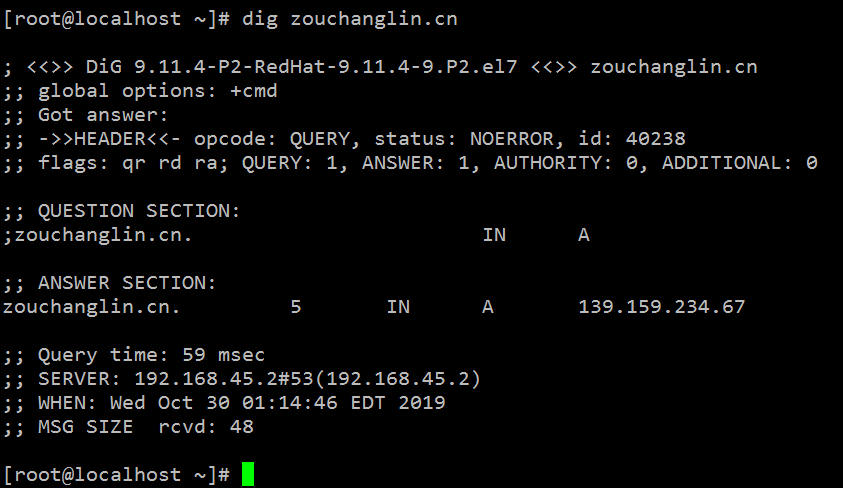 [root@localhost ~]# dig zouchanglin.cn
; <<>> DiG 9.11.4-P2-RedHat-9.11.4-9.P2.el7 <<>> zouchanglin.cn
;; global options: +cmd
;; Got answer:
;; ->>HEADER<<- opcode: QUERY, status: NOERROR, id: 40238
;; flags: qr rd ra; QUERY: 1, ANSWER: 1, AUTHORITY: 0, ADDITIONAL: 0
;; QUESTION SECTION:
;zouchanglin.cn. IN A
;; ANSWER SECTION:
zouchanglin.cn. 5 IN A 139.159.234.67
;; Query time: 59 msec
;; SERVER: 192.168.45.2#53(192.168.45.2)
;; WHEN: Wed Oct 30 01:14:46 EDT 2019
;; MSG SIZE  rcvd: 48
[root@localhost ~]#